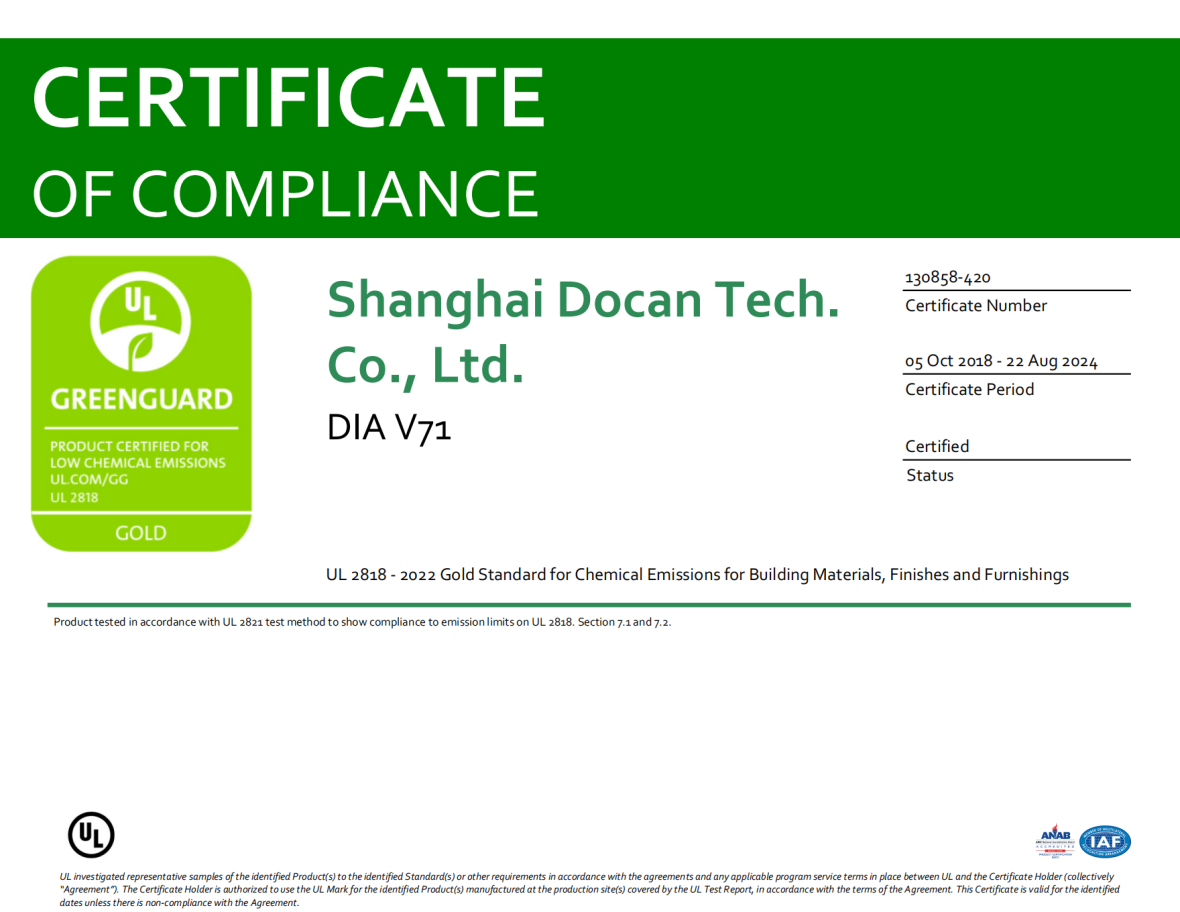 CERTIFICATE
OF COMPLIANCE
UL
GREENGUARD
PRODUCT CERTIFIED FOR
LOW CHEMICAL EMISSIONS
UL.COM/GG
UL 2818
GOLD
Shanghai Docan Tech.
Co., Ltd.
DIA V71
130858-420
Certificate Number
05 Oct 2018 - 22 Aug 2024
Certificate Period
Certified
Status
UL 2818 - 2022 Gold Standard for Chemical Emissions for Building Materials, Finishes and Furnishings
Product tested in accordance with UL 2821 test method to show compliance to emission limits on UL 2818. Section 7.1 and 7.2.
UL
ANAB
ACCREDITED
IAF
UL investigated representative samples of the identified Product(s) to the identified Standard(s) or other requirements in accordance with the agreements and any applicable program service terms in place between UL and the Certificate Holder (collectively
"Agreement"). The Certificate Holder is authorized to use the UL Mark for the identified Product(s) manufactured at the production site(s) covered by the UL Test Report, in accordance with the terms of the Agreement. This Certificate is valid for the identified
dates unless there is non-compliance with the Agreement.